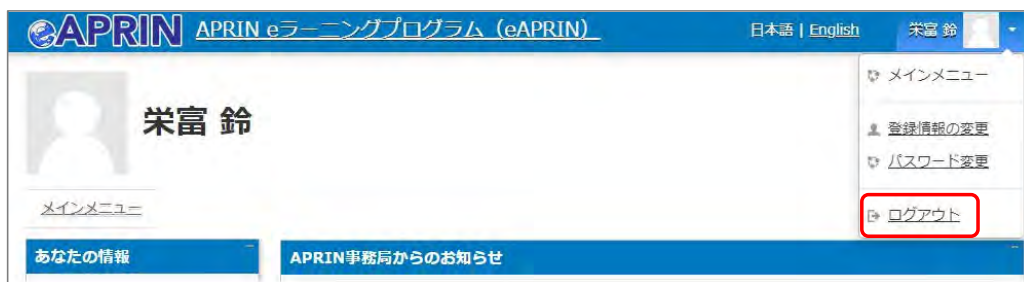 eAPRIN APRIN eラーニングプログラム（eAPRIN） 日本語 | English 栄富 鈴
メインメニュー
栄富 鈴
登録情報の変更
パスワード変更
メインメニュー
ログアウト
あなたの情報 APRIN事務局からのお知らせ